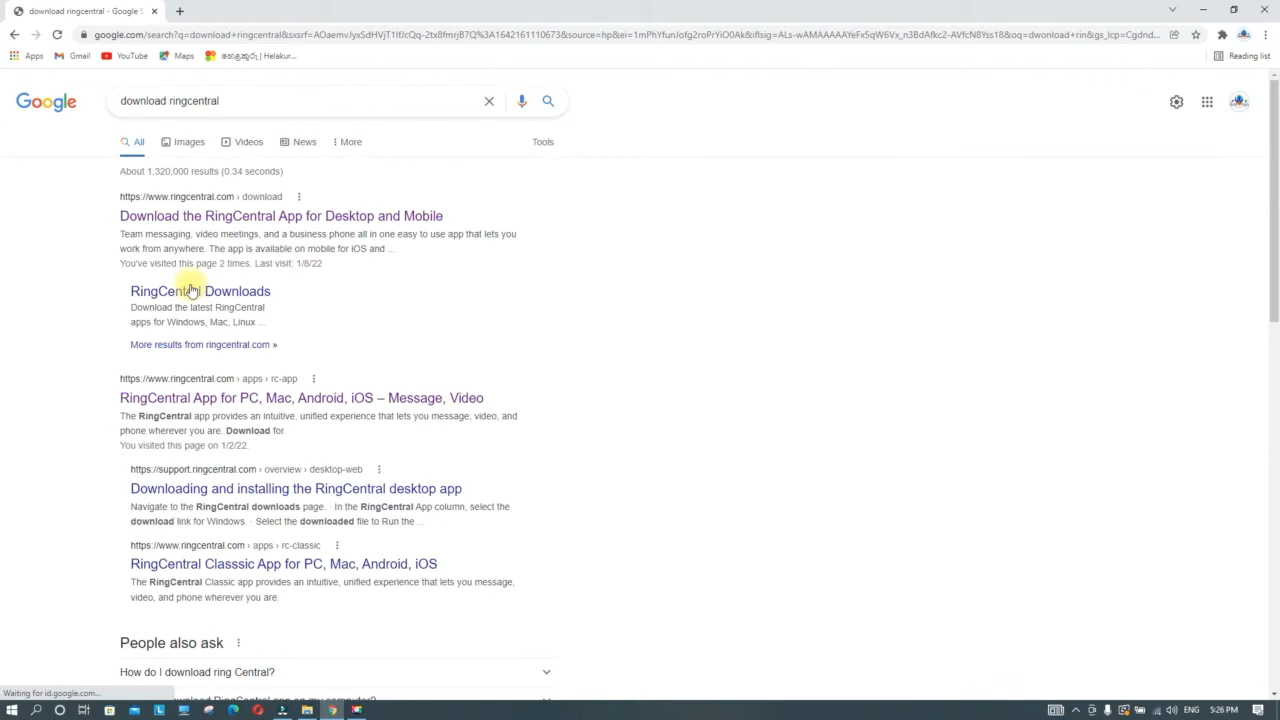 download ringcentral - Google S
google.com/search?q=download+ringcentral&sxsrf=AOaemvJyxSdHVjT1IfJcQq-2tx8fmrjB7Q%3A1642161110673&source=hp&ei=1mPhYfunJofg2roPrYiO0Ak&iflsig=ALs-wAMAAAAAYeFx5qW6Vx_n3BdAfkc2-AVfcN8Yss18&oq=dwonload+rin&gs_lcp=Cgdnd...
Apps Gmail YouTube Maps Reading list
Google
download ringcentral
All Images Videos News More Tools
About 1,320,000 results (0.34 seconds)
https://www.ringcentral.com › download
Download the RingCentral App for Desktop and Mobile
Team messaging, video meetings, and a business phone all in one easy to use app that lets you
work from anywhere. The app is available on mobile for iOS and ...
You've visited this page 2 times. Last visit: 1/8/22
RingCentral Downloads
Download the latest RingCentral
apps for Windows, Mac, Linux ...
More results from ringcentral.com »
https://www.ringcentral.com › apps › rc-app
RingCentral App for PC, Mac, Android, iOS – Message, Video
The RingCentral app provides an intuitive, unified experience that lets you message, video, and
phone wherever you are. Download for.
You visited this page on 1/2/22.
https://support.ringcentral.com › overview › desktop-web
Downloading and installing the RingCentral desktop app
Navigate to the RingCentral downloads page. · In the RingCentral App column, select the
download link for Windows. · Select the downloaded file to Run the ...
https://www.ringcentral.com › apps › rc-classic
RingCentral Classsic App for PC, Mac, Android, iOS
The RingCentral Classic app provides an intuitive, unified experience that lets you message,
video, and phone wherever you are.
People also ask
How do I download ring Central?
download RingCentral app on my computer?
Waiting for id.google.com...
ENG 5:26 PM